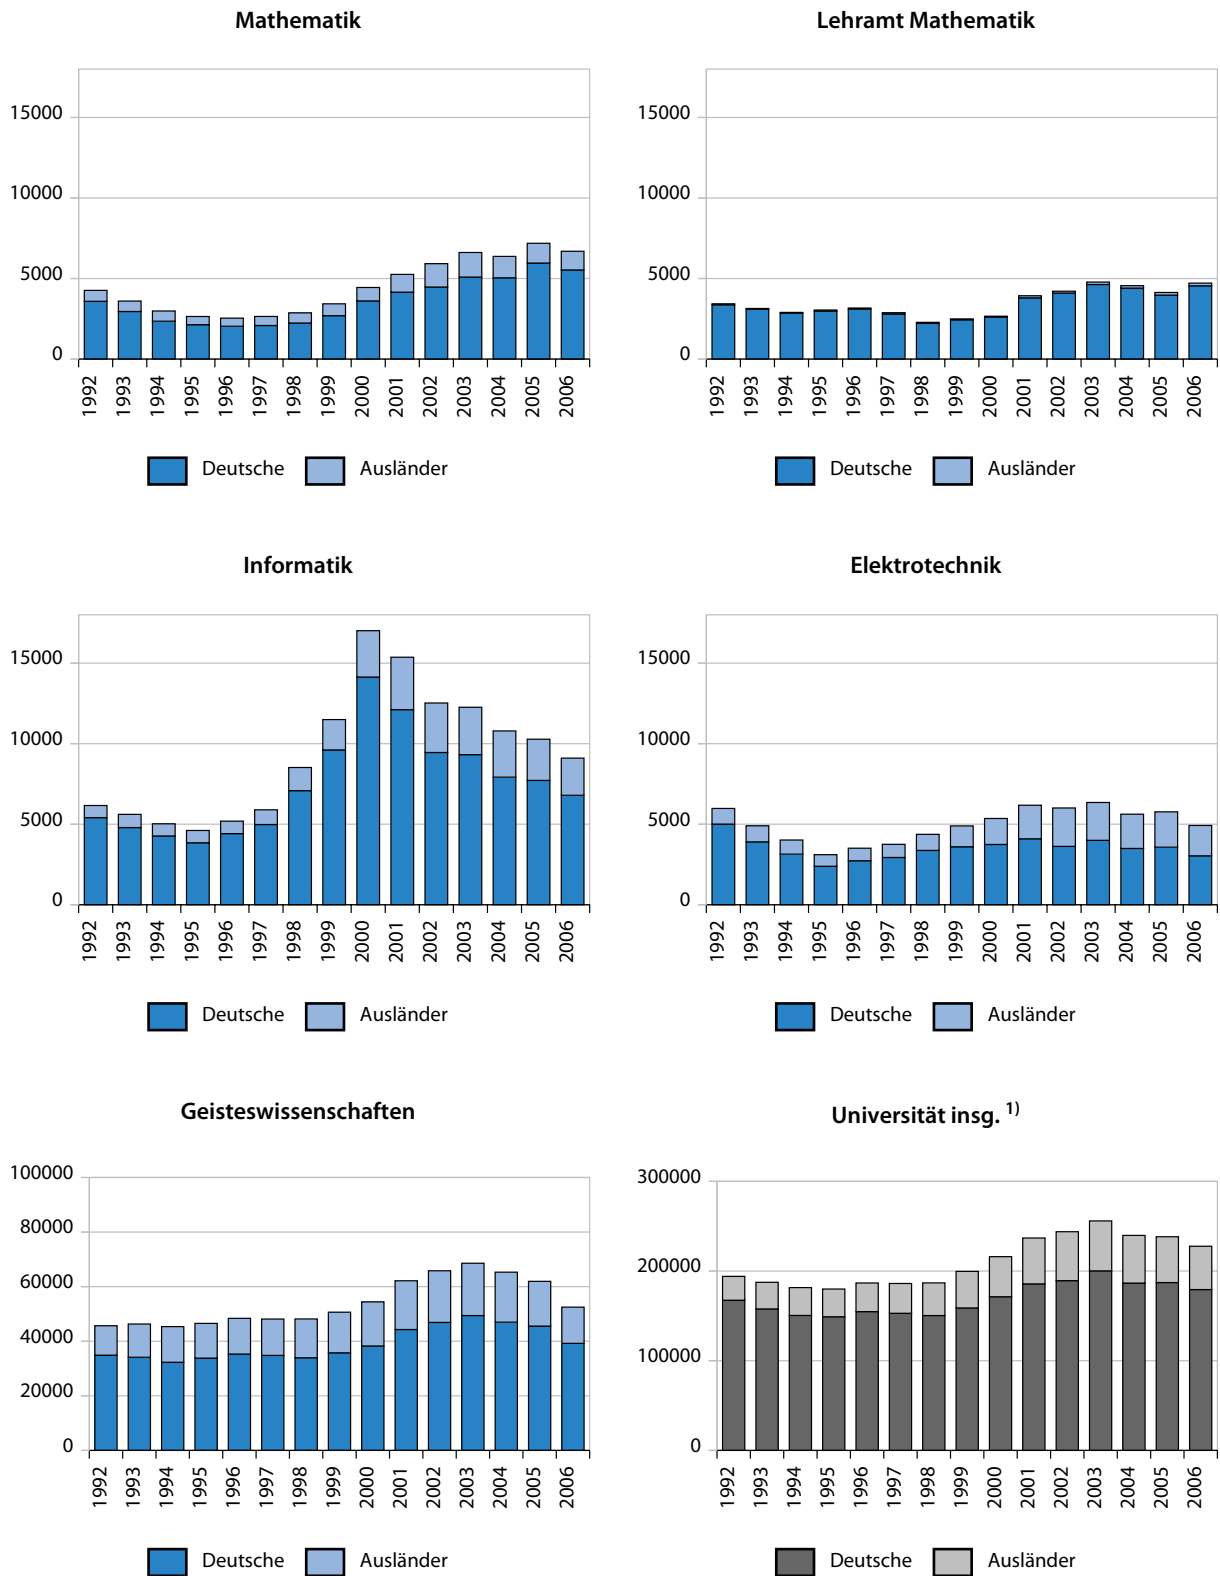 Mathematik
15000
10000
5000
0
1992 1993 1994 1995 1996 1997 1998 1999 2000 2001 2002 2003 2004 2005 2006
Deutsche Ausländer
Lehramt Mathematik
15000
10000
5000
0
1992 1993 1994 1995 1996 1997 1998 1999 2000 2001 2002 2003 2004 2005 2006
Deutsche Ausländer
Informatik
15000
10000
5000
0
1992 1993 1994 1995 1996 1997 1998 1999 2000 2001 2002 2003 2004 2005 2006
Deutsche Ausländer
Elektrotechnik
15000
10000
5000
0
1992 1993 1994 1995 1996 1997 1998 1999 2000 2001 2002 2003 2004 2005 2006
Deutsche Ausländer
Geisteswissenschaften
100000
80000
60000
40000
20000
0
1992 1993 1994 1995 1996 1997 1998 1999 2000 2001 2002 2003 2004 2005 2006
Deutsche Ausländer
Universität insg. 1)
300000
200000
100000
0
1992 1993 1994 1995 1996 1997 1998 1999 2000 2001 2002 2003 2004 2005 2006
Deutsche Ausländer